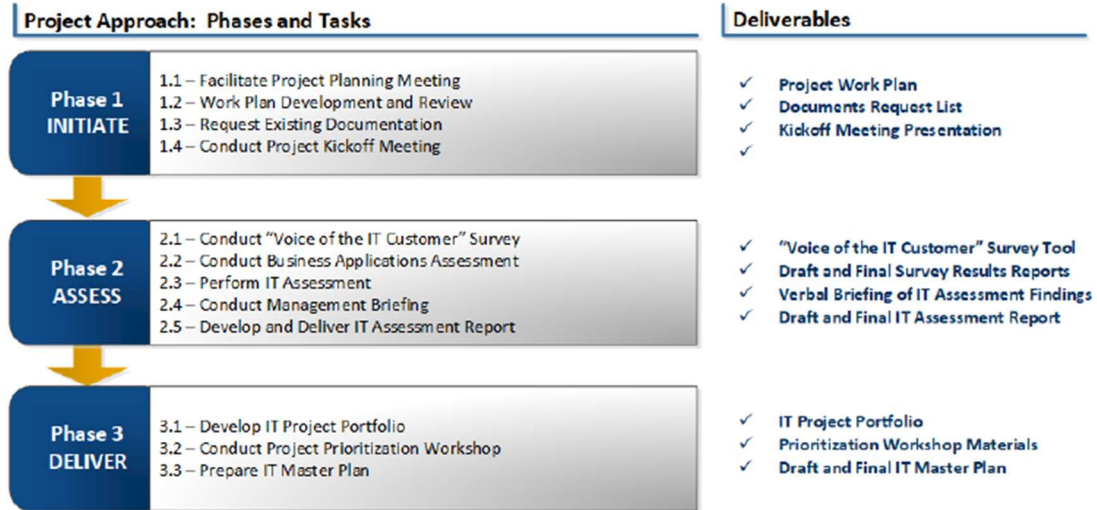 Project Approach:  Phases and Tasks
Deliverables
Phase 1
INITIATE
1.1 – Facilitate Project Planning Meeting
1.2 – Work Plan Development and Review
1.3 – Request Existing Documentation
1.4 – Conduct Project Kickoff Meeting
✓ Project Work Plan
✓ Documents Request List
✓ Kickoff Meeting Presentation
✓
Phase 2
ASSESS
2.1 – Conduct “Voice of the IT Customer” Survey
2.2 – Conduct Business Applications Assessment
2.3 – Perform IT Assessment
2.4 – Conduct Management Briefing
2.5 – Develop and Deliver IT Assessment Report
✓ “Voice of the IT Customer” Survey Tool
✓ Draft and Final Survey Results Reports
✓ Verbal Briefing of IT Assessment Findings
✓ Draft and Final IT Assessment Report
Phase 3
DELIVER
3.1 – Develop IT Project Portfolio
3.2 – Conduct Project Prioritization Workshop
3.3 – Prepare IT Master Plan
✓ IT Project Portfolio
✓ Prioritization Workshop Materials
✓ Draft and Final IT Master Plan